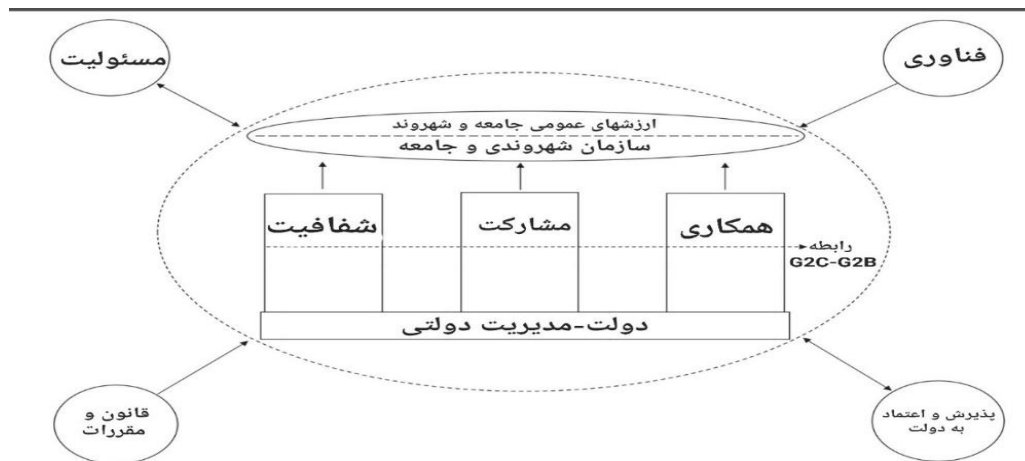 فناوری
مسئولیت
ارزشهای عمومی جامعه و شهروند
سازمان شهروندی و جامعه
همکاری
مشارکت
شفافیت
رابطه
G2C-G2B
دولت-مدیریت دولتی
پذیرش و اعتماد
به دولت
قانون و
مقررات